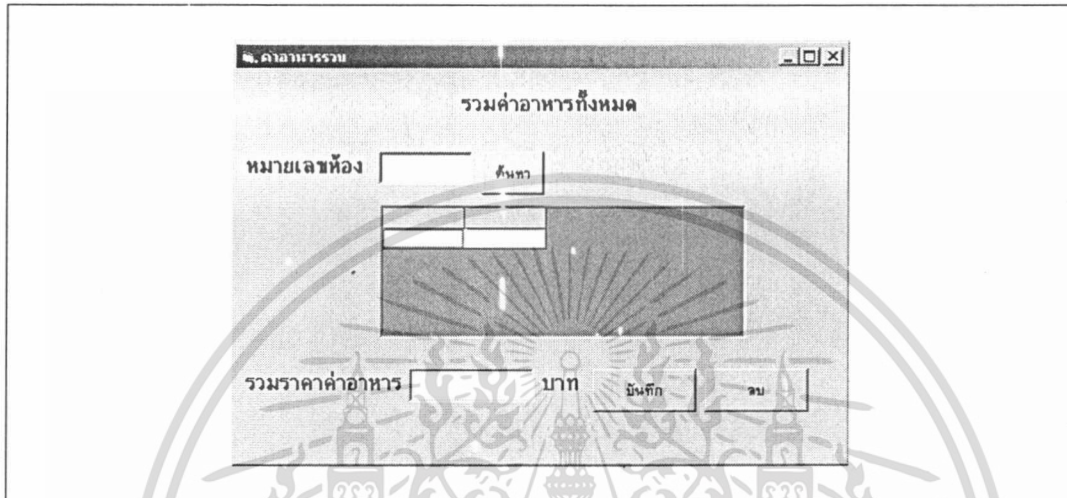 ค่าอาหารรวม
รวมค่าอาหารทั้งหมด
หมายเลขห้อง ค้นหา
รวมราคาค่าอาหาร บาท บันทึก ลบ